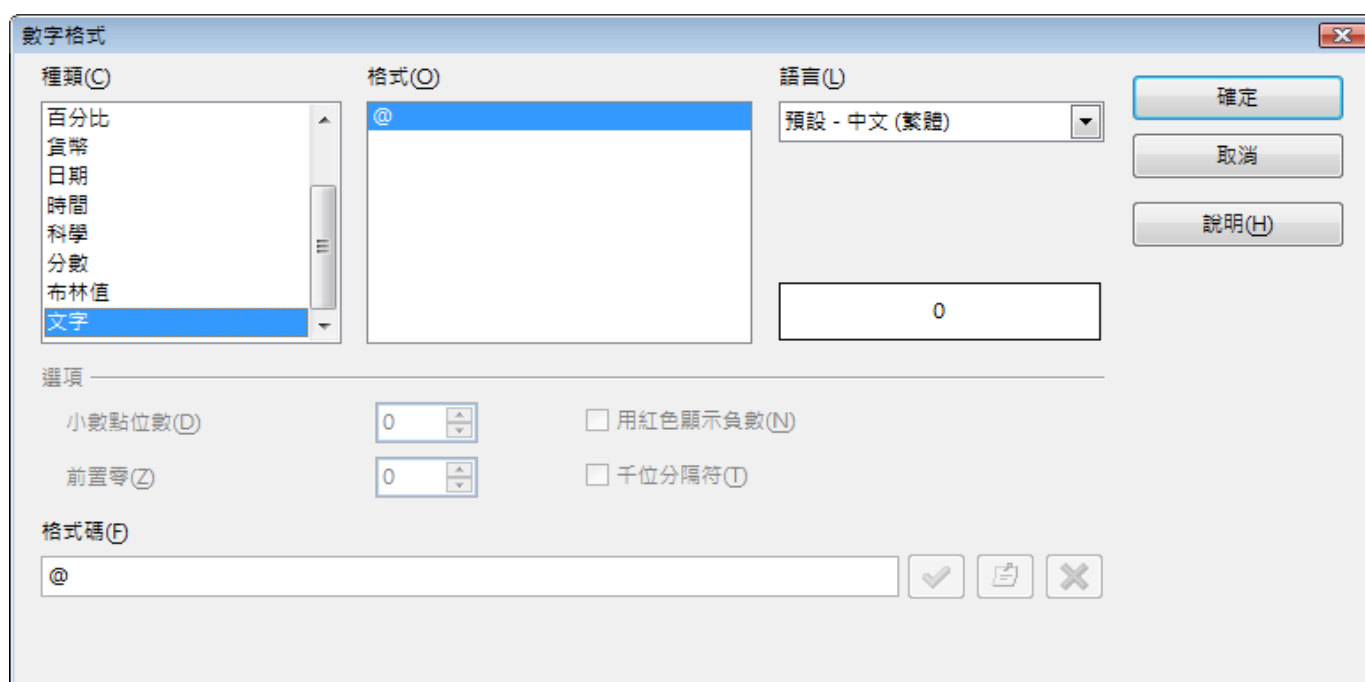 數字格式
種類(C)
格式(O)
語言(L)
百分比
貨幣
日期
時間
科學
分數
布林值
文字
@
預設 - 中文 (繁體)
確定
取消
說明(H)
0
選項
小數點位數(D)
0
用紅色顯示負數(N)
前置零(Z)
0
千位分隔符(T)
格式碼(F)
@